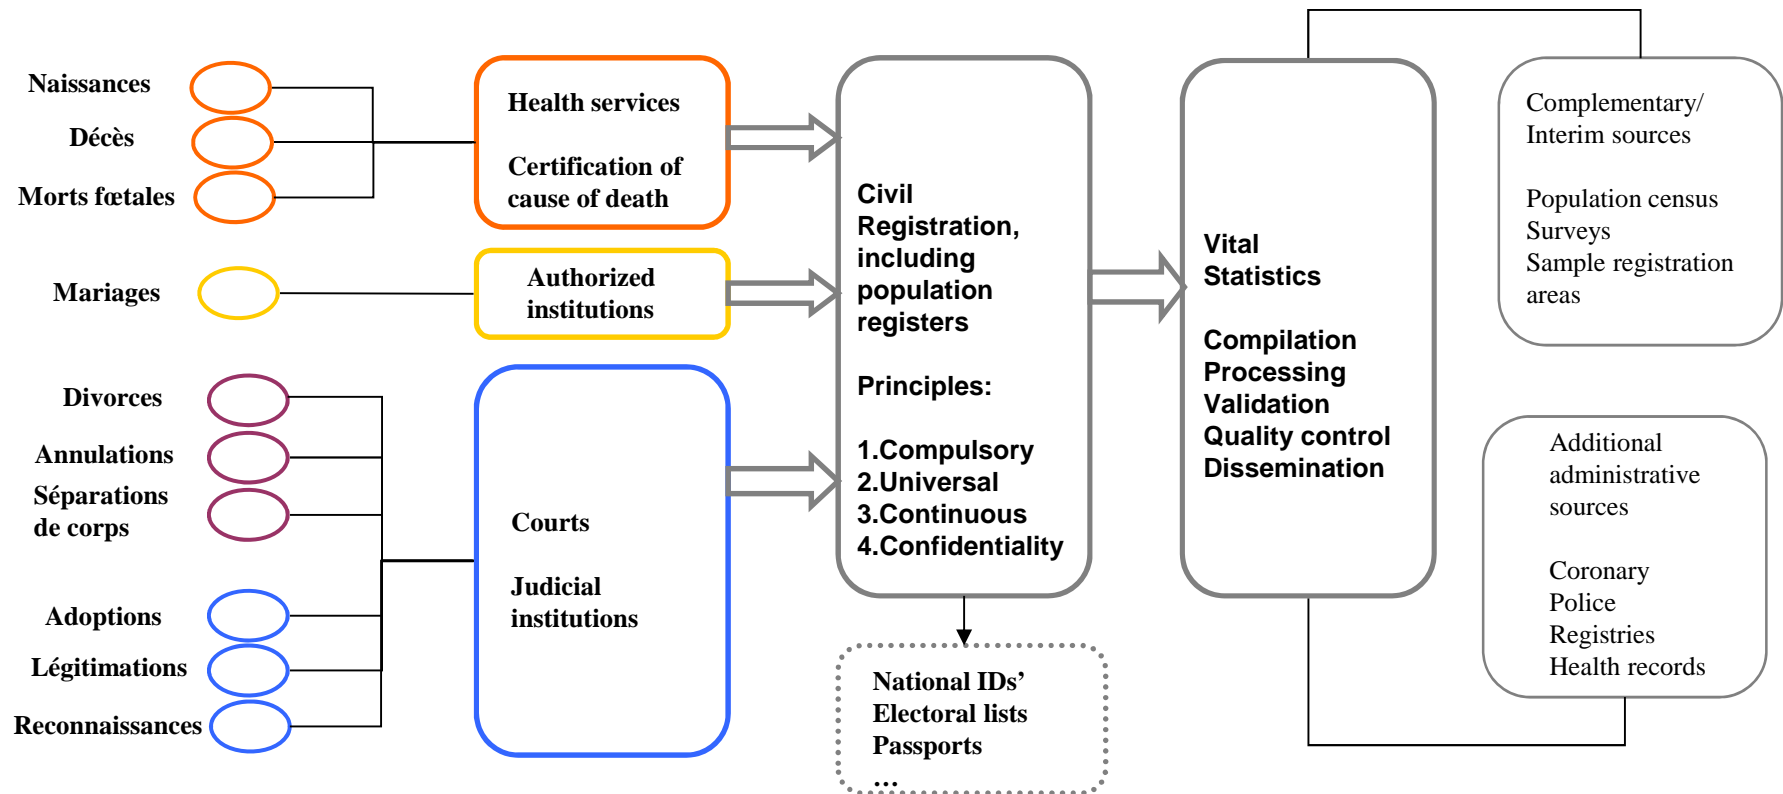 Naissances
Décès
Morts fœtales
Mariages
Divorces
Annulations
Séparations
de corps
Adoptions
Légitimations
Reconnaissances
Health services
Certification of
cause of death
Authorized
institutions
Courts
Judicial
institutions
Civil
Registration,
including
population
registers
Principles:
1.Compulsory
2.Universal
3.Continuous
4.Confidentiality
National IDs’
Electoral lists
Passports
…
Vital
Statistics
Compilation
Processing
Validation
Quality control
Dissemination
Complementary/
Interim sources
Population census
Surveys
Sample registration
areas
Additional
administrative
sources
Coronary
Police
Registries
Health records